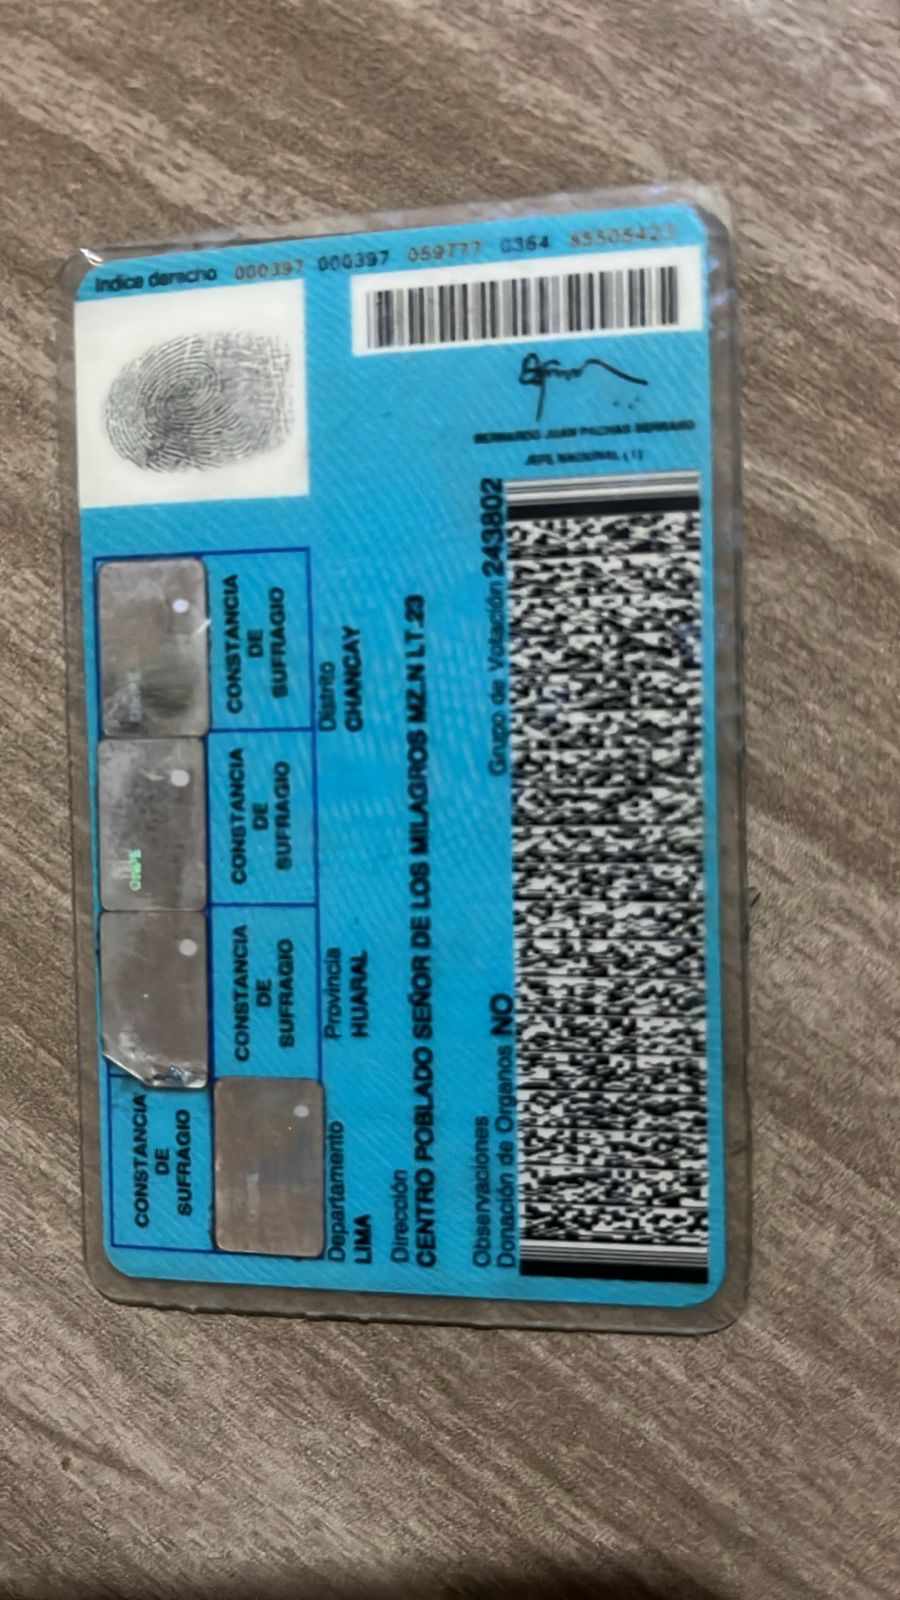 Indice derecho 000397 000397 059777 0364 85505423
BERNARDO JUAN PACHAS SERRANO
JEFE NACIONAL ( i )
CONSTANCIA
DE
SUFRAGIO
CONSTANCIA
DE
SUFRAGIO
CONSTANCIA
DE
SUFRAGIO
CONSTANCIA
DE
SUFRAGIO
ONPE
Departamento Provincia Distrito
LIMA HUARAL CHANCAY
Dirección
CENTRO POBLADO SEÑOR DE LOS MILAGROS MZ.N LT.23
Observaciones
Donación de Organos NO Grupo de Votación 243802